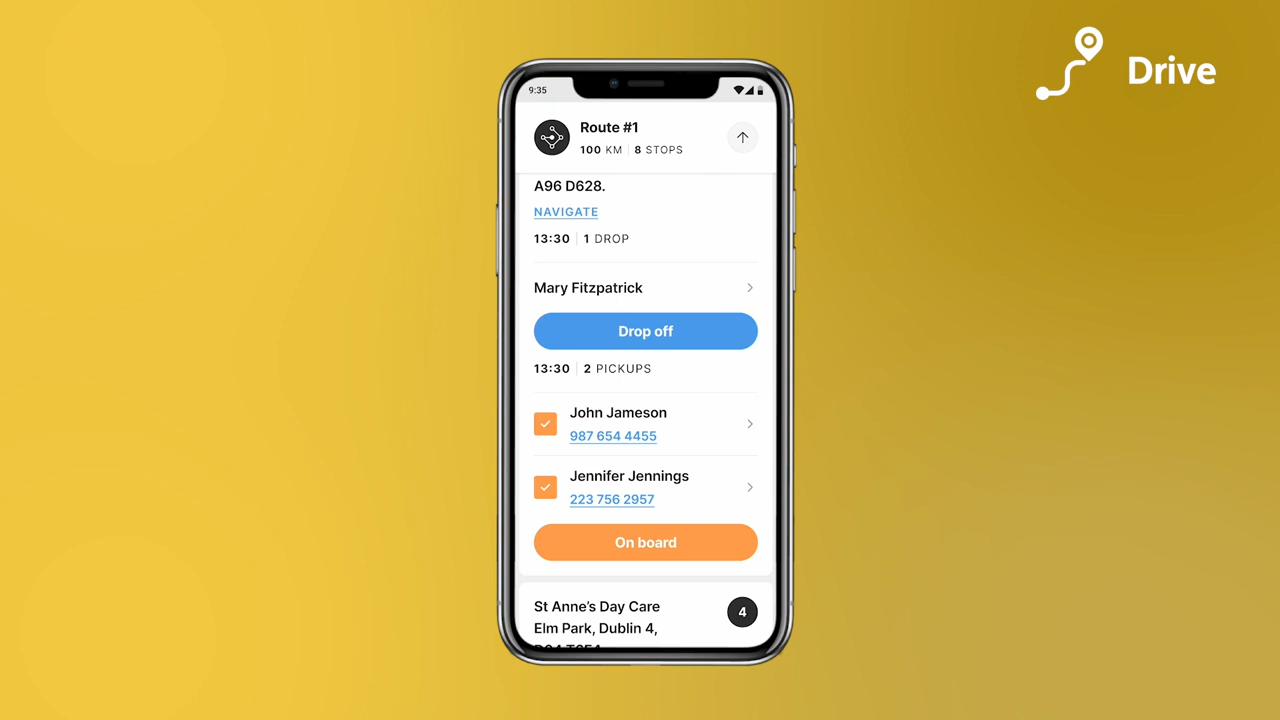 Drive
9:35
Route #1
100 KM | 8 STOPS
A96 D628.
NAVIGATE
13:30 | 1 DROP
Mary Fitzpatrick
Drop off
13:30 | 2 PICKUPS
John Jameson
987 654 4455
Jennifer Jennings
223 756 2957
On board
St Anne's Day Care
4
Elm Park, Dublin 4,